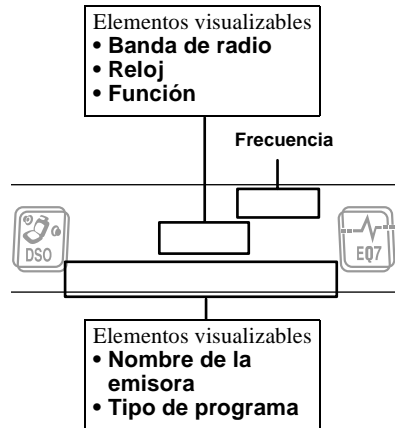 Elementos visualizables
• Banda de radio
• Reloj
• Función
Frecuencia
DSO
EQ7
Elementos visualizables
• Nombre de la
emisora
• Tipo de programa